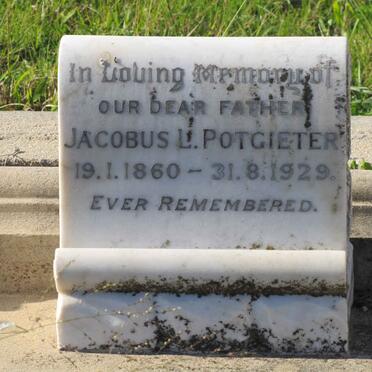 In Loving Memory of
OUR DEAR FATHER
JACOBUS L. POTGIETER
19.1.1860 – 31.8.1929.
EVER REMEMBERED.